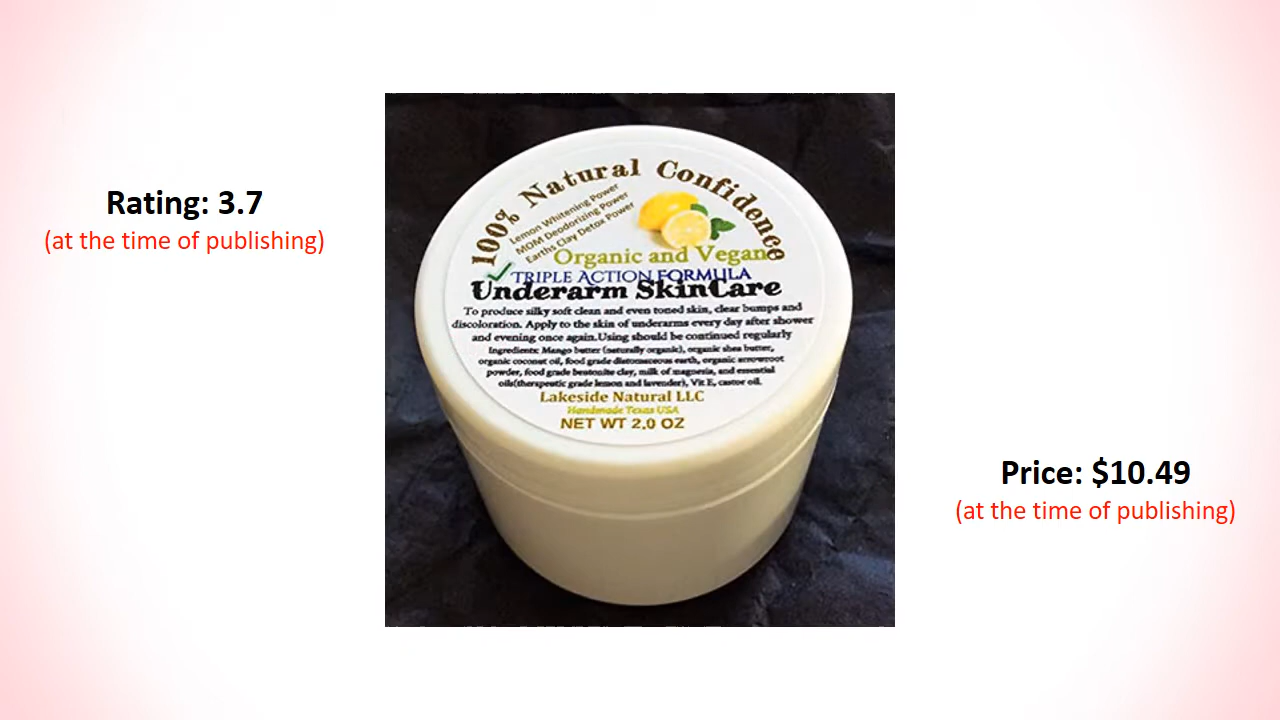 Rating: 3.7
(at the time of publishing)
100% Natural Confidence
Lemon Whitening Power
MOM Deodorizing Power
Earths Clay Detox Power
Organic and Vegan
TRIPLE ACTION FORMULA
Underarm SkinCare
To produce silky soft clean and even toned skin, clear bumps and
discoloration. Apply to the skin of underarms every day after shower
and evening once again.Using should be continued regularly
Ingredients: Mango butter (naturally organic), organic shea butter,
organic coconut oil, food grade diatomaceous earth, organic arrowroot
powder, food grade bentonite clay, milk of magnesia, and essential
oils(therapeutic grade lemon and lavender), Vit E, castor oil.
Lakeside Natural LLC
Handmade Texas USA
NET WT 2.0 OZ
Price: $10.49
(at the time of publishing)